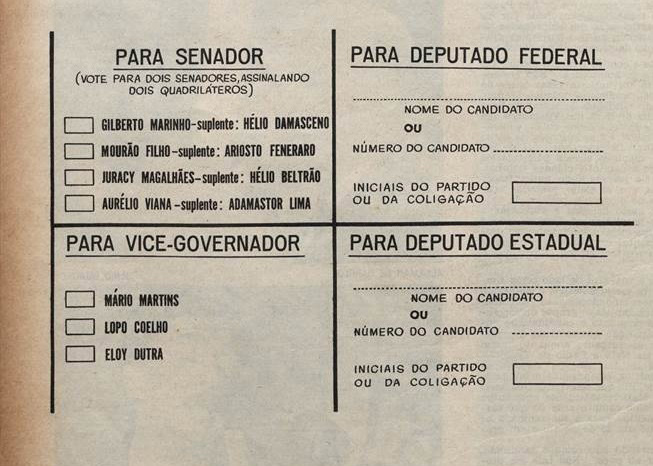 PARA SENADOR
(VOTE PARA DOIS SENADORES, ASSINALANDO
DOIS QUADRILÁTEROS)
GILBERTO MARINHO-suplente: HÉLIO DAMASCENO
MOURÃO FILHO-suplente: ARIOSTO FENERARO
JURACY MAGALHÃES-suplente: HÉLIO BELTRÃO
AURÉLIO VIANA-suplente: ADAMASTOR LIMA
PARA DEPUTADO FEDERAL
NOME DO CANDIDATO
OU
NÚMERO DO CANDIDATO
INICIAIS DO PARTIDO
OU DA COLIGAÇÃO
PARA VICE-GOVERNADOR
MÁRIO MARTINS
LOPO COELHO
ELOY DUTRA
PARA DEPUTADO ESTADUAL
NOME DO CANDIDATO
OU
NÚMERO DO CANDIDATO
INICIAIS DO PARTIDO
OU DA COLIGAÇÃO